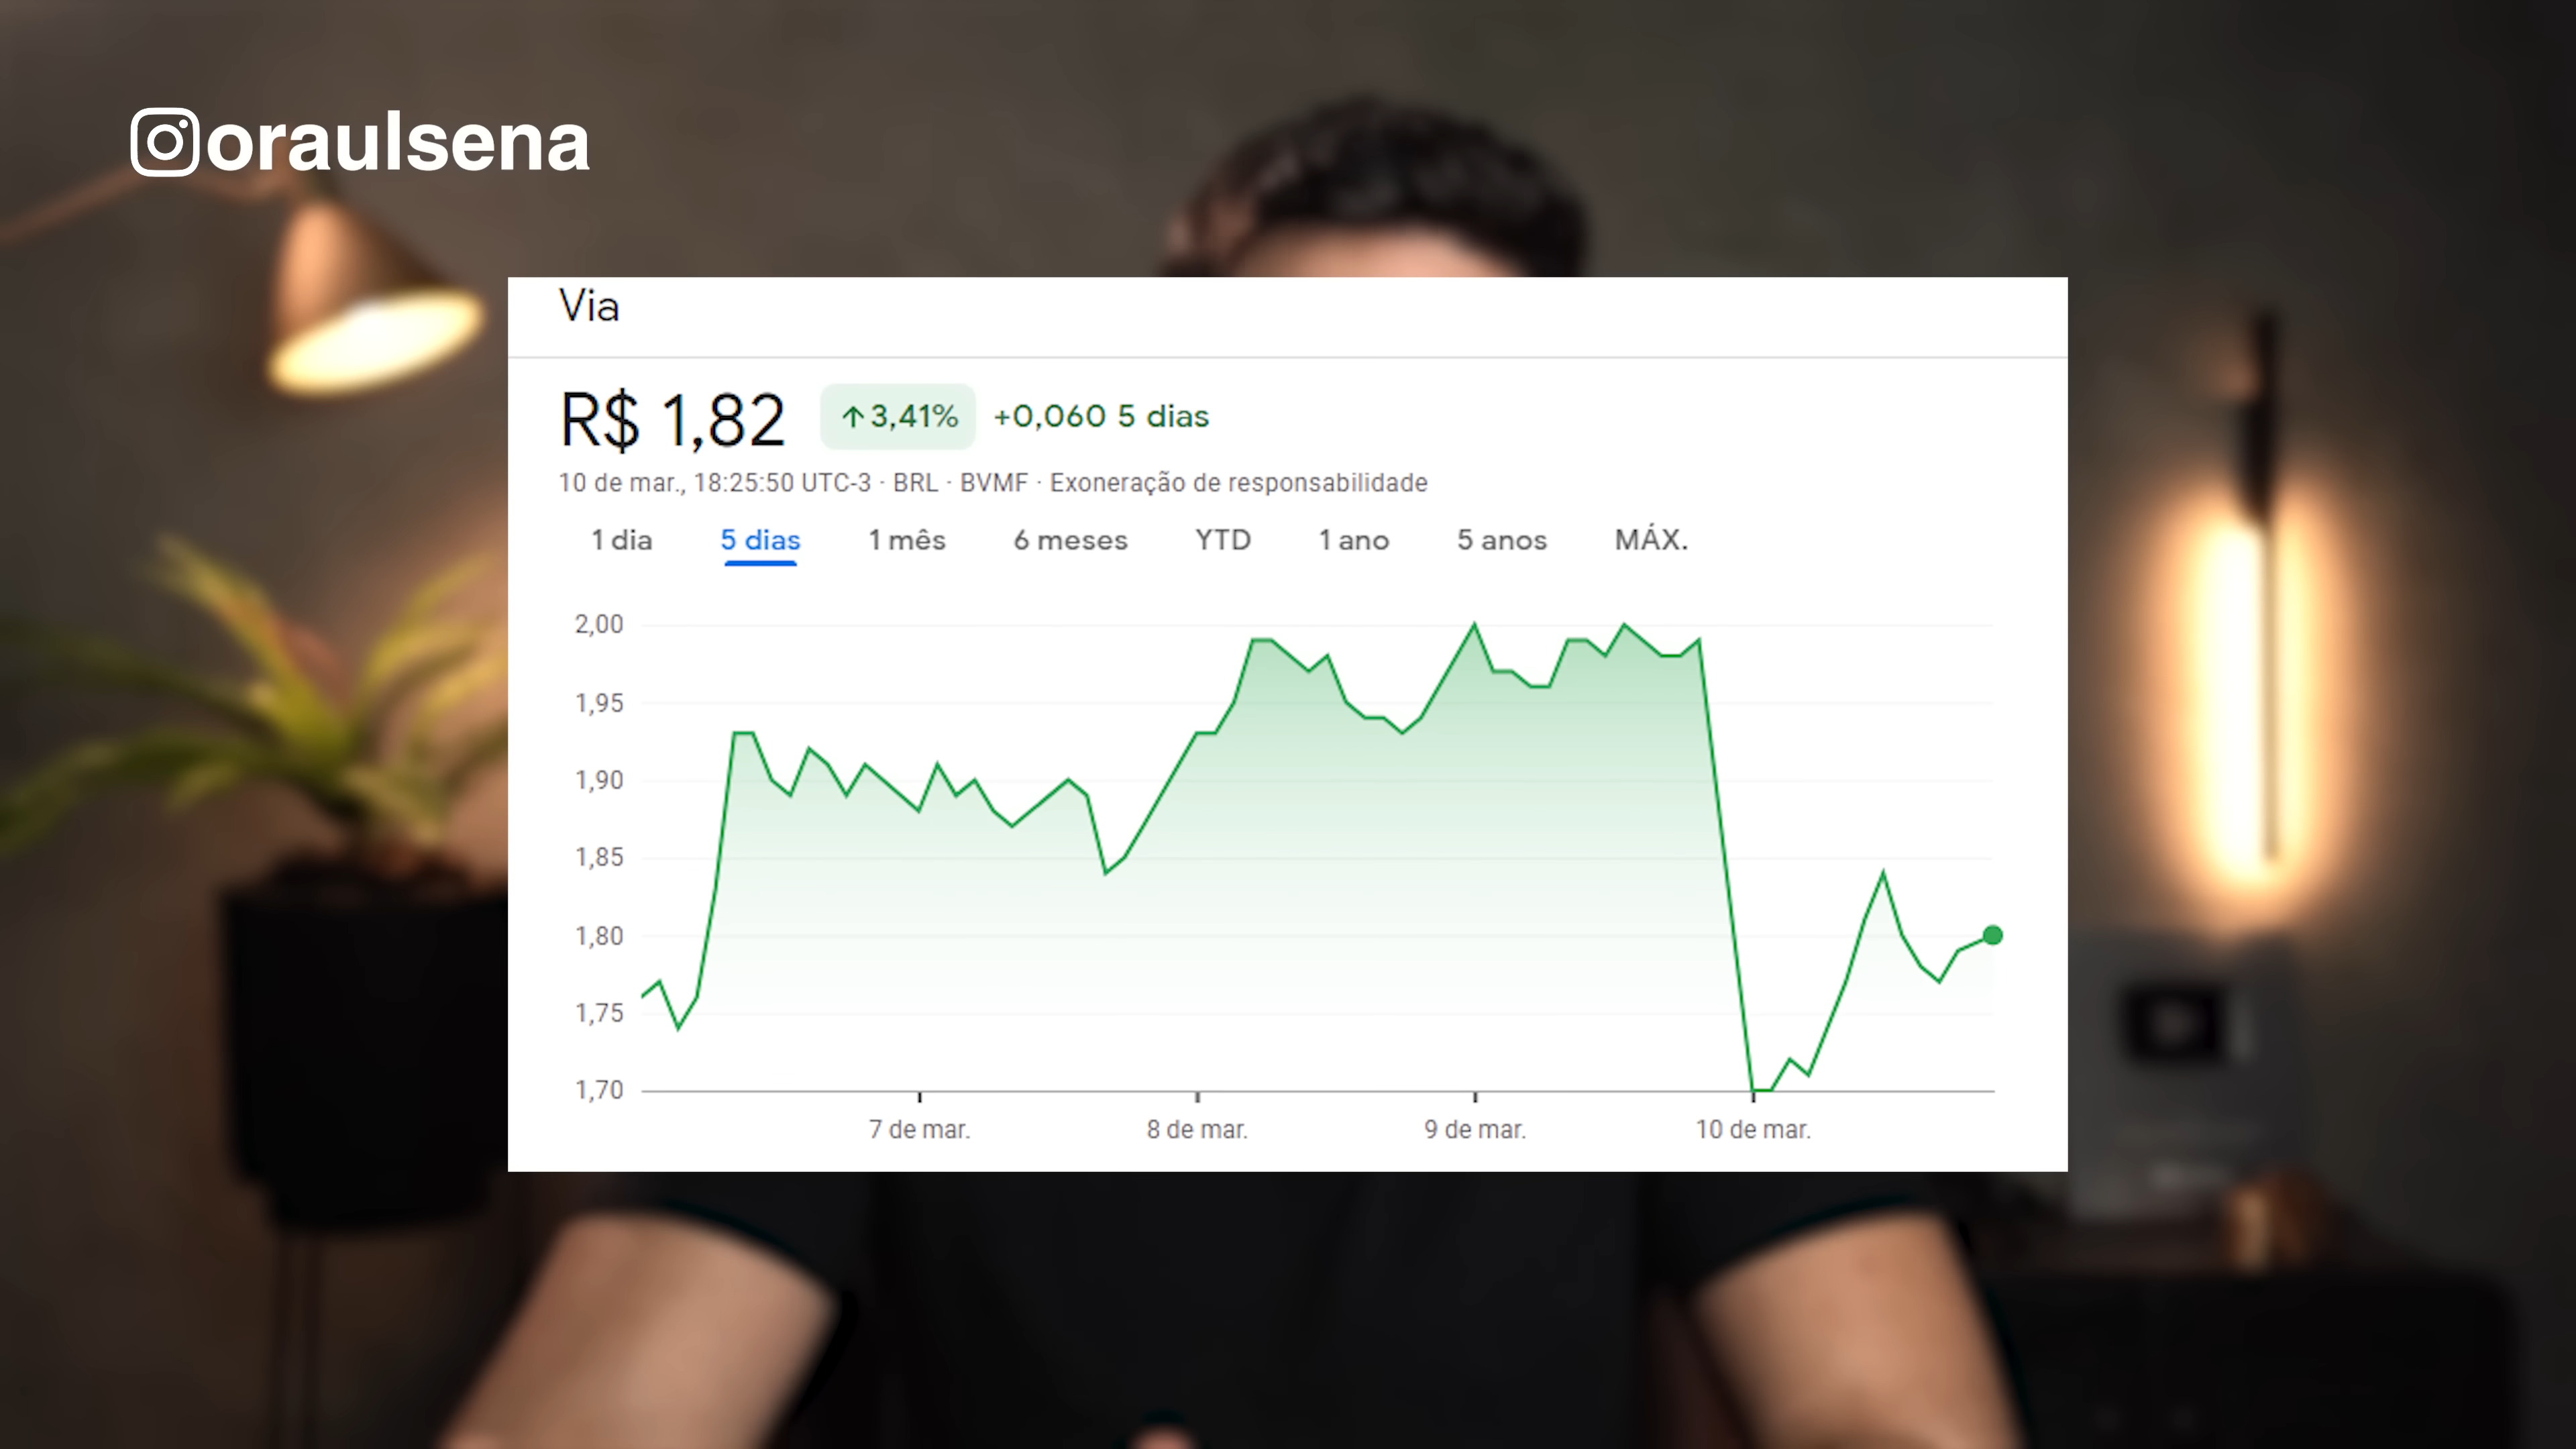 oraulsena
Via
R$ 1,82 ↑3,41% +0,060 5 dias
10 de mar., 18:25:50 UTC-3 · BRL · BVMF · Exoneração de responsabilidade
1 dia 5 dias 1 mês 6 meses YTD 1 ano 5 anos MÁX.
2,00
1,95
1,90
1,85
1,80
1,75
1,70
7 de mar. 8 de mar. 9 de mar. 10 de mar.